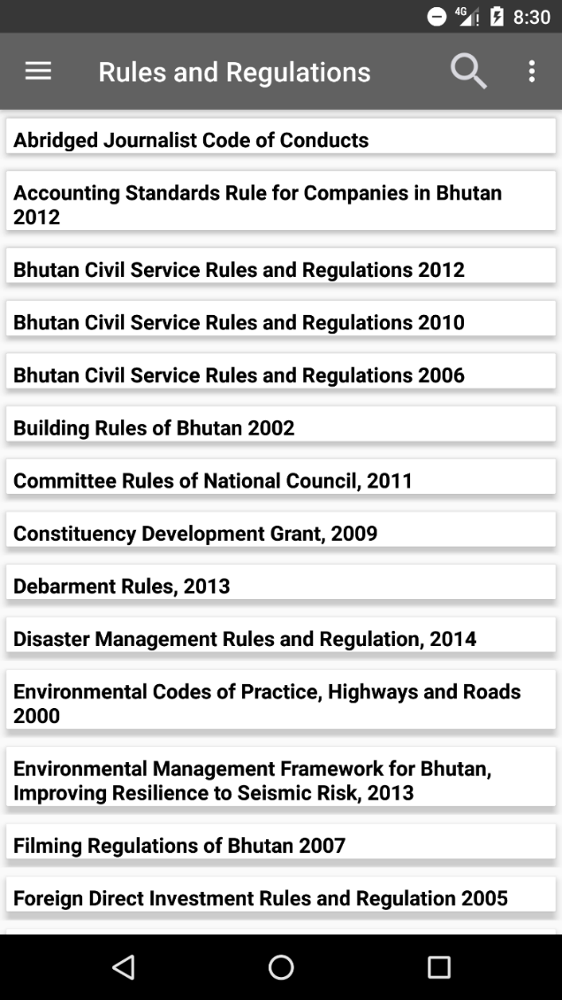 4G 8:30
Rules and Regulations
Abridged Journalist Code of Conducts
Accounting Standards Rule for Companies in Bhutan
2012
Bhutan Civil Service Rules and Regulations 2012
Bhutan Civil Service Rules and Regulations 2010
Bhutan Civil Service Rules and Regulations 2006
Building Rules of Bhutan 2002
Committee Rules of National Council, 2011
Constituency Development Grant, 2009
Debarment Rules, 2013
Disaster Management Rules and Regulation, 2014
Environmental Codes of Practice, Highways and Roads
2000
Environmental Management Framework for Bhutan,
Improving Resilience to Seismic Risk, 2013
Filming Regulations of Bhutan 2007
Foreign Direct Investment Rules and Regulation 2005